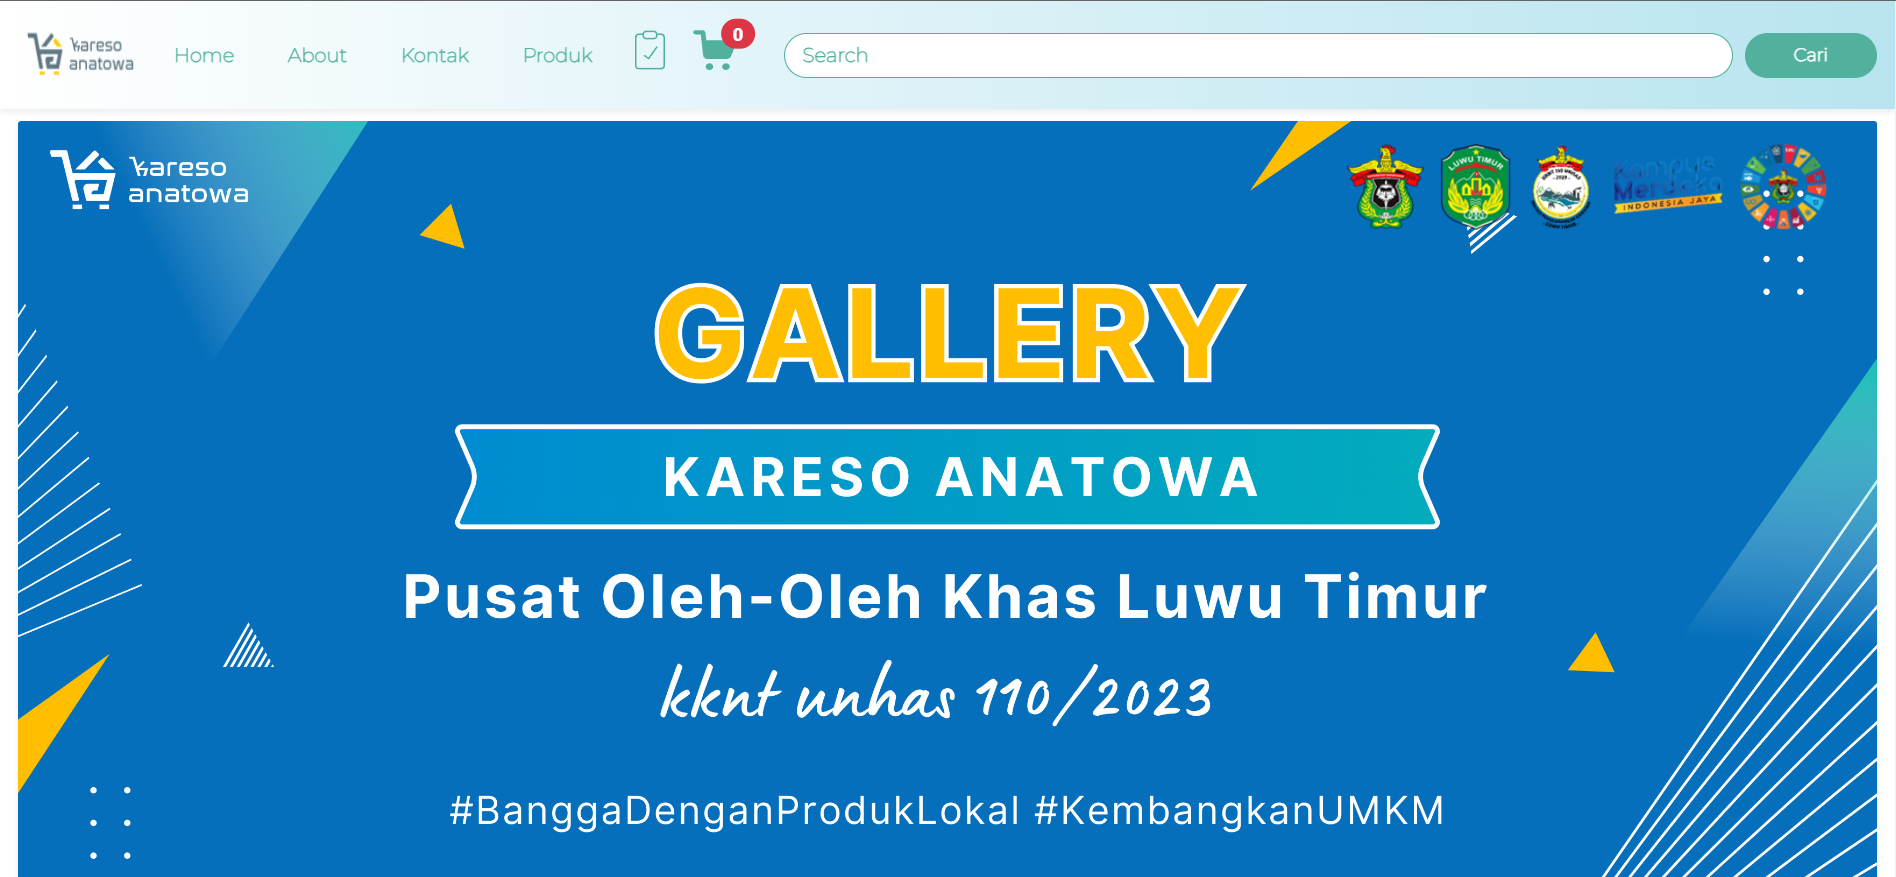 kareso
anatowa
Home
About
Kontak
Produk
0
Search
Cari
kareso
anatowa
LUWU TIMUR
Kampus
Merdeka
INDONESIA JAYA
GALLERY
KARESO ANATOWA
Pusat Oleh-Oleh Khas Luwu Timur
kknt unhas 110/2023
#BanggaDenganProdukLokal #KembangkanUMKM